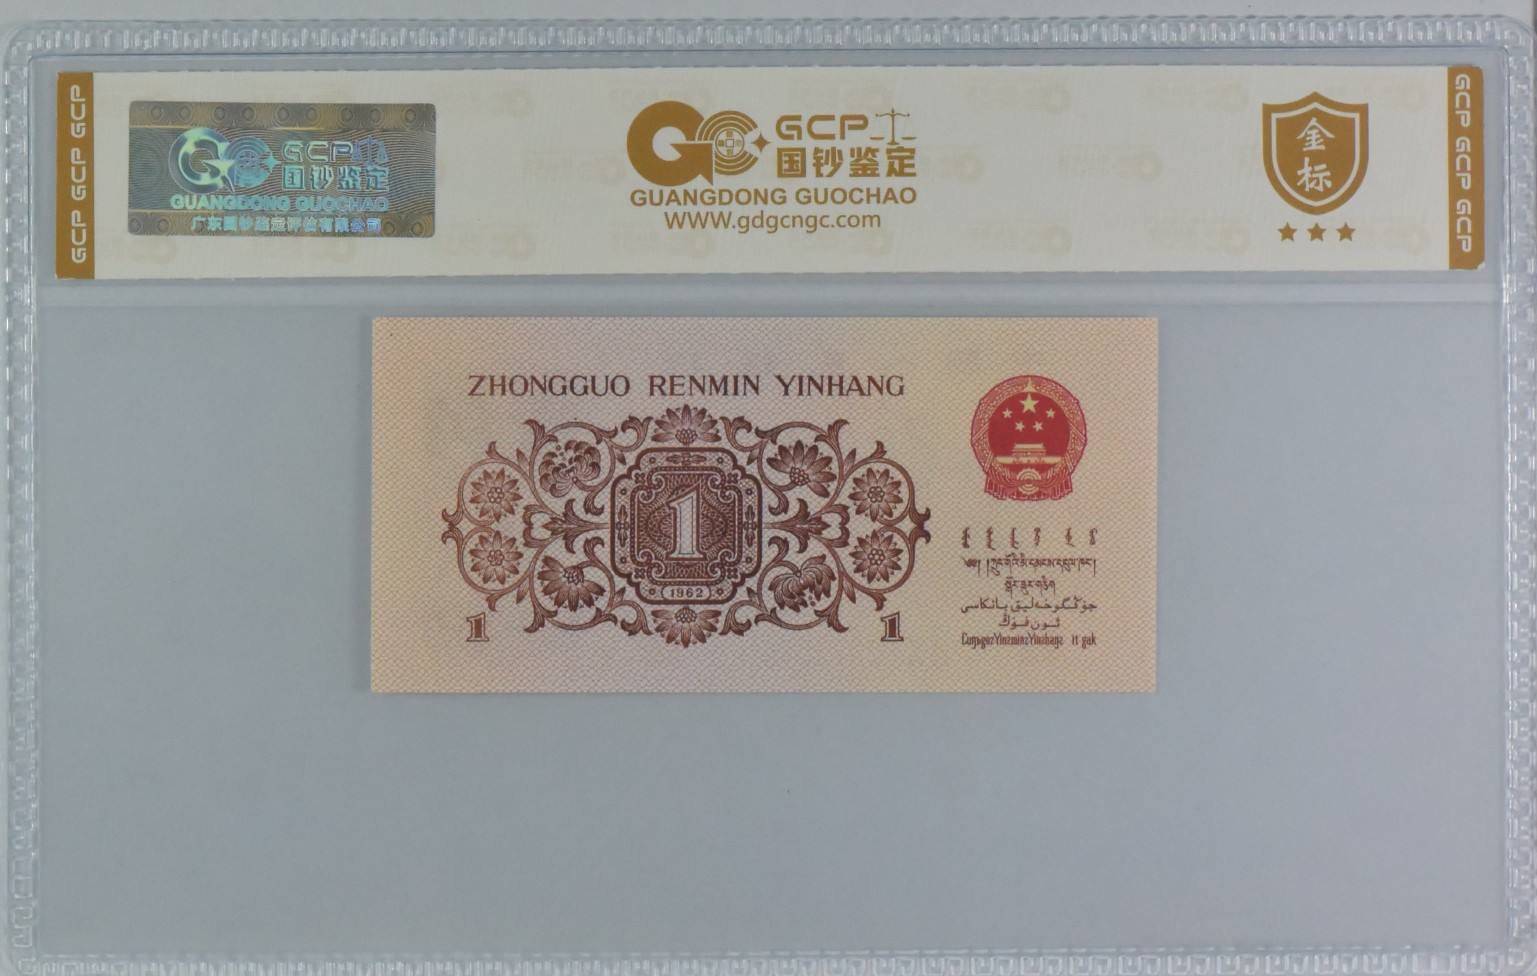 GCP GCP GCP
GCP
国钞鉴定
GUANGDONG GUOCHAO
广东国钞鉴定评估有限公司
GCP
国钞鉴定
GUANGDONG GUOCHAO
WWW.gdgcngc.com
金标
GCP GCP GCP
ZHONGGUO RENMIN YINHANG
1
1962
1
1
جۇڭگوخەلىق بانكاسى